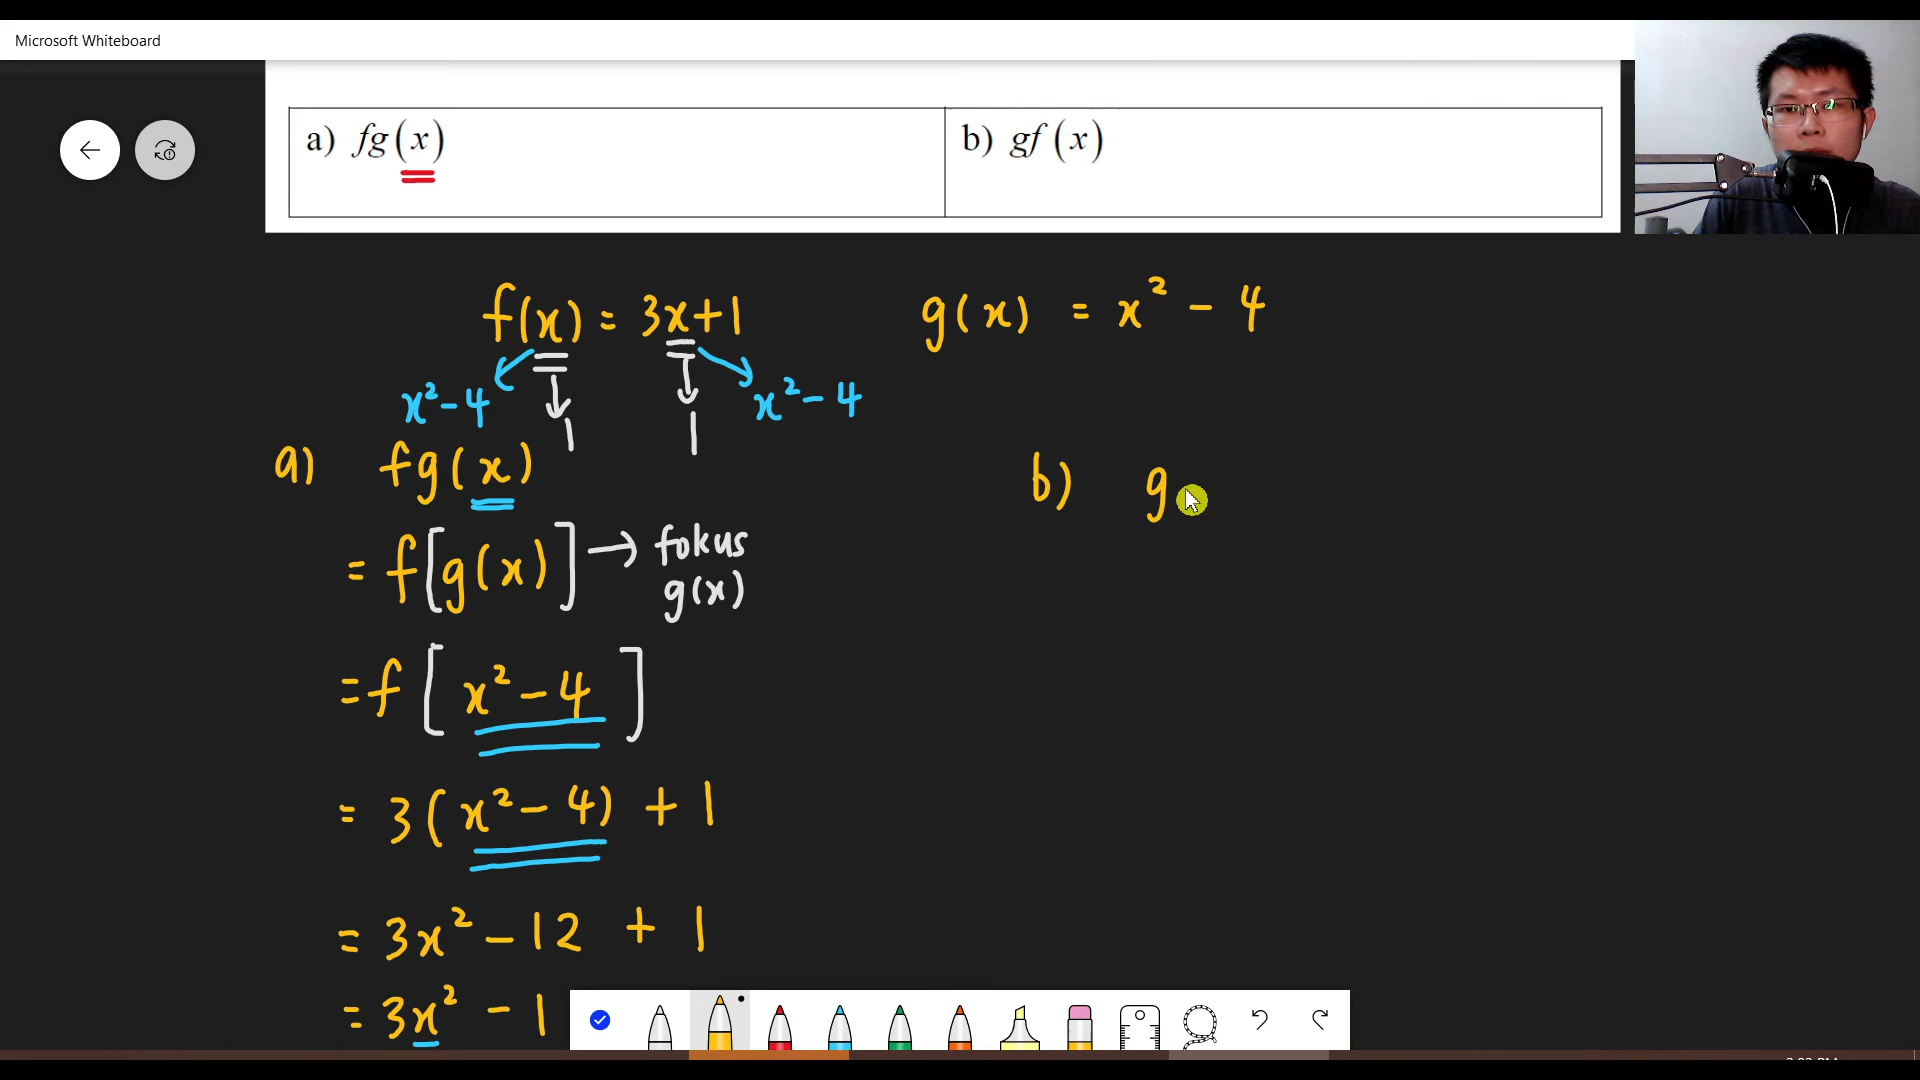 Microsoft Whiteboard
a) fg(x)
b) gf(x)
f(x) = 3x+1
g(x) = x² - 4
x²-4
1
1
x²-4
a) fg(x)
= f[g(x)] → fokus
g(x)
= f[x²-4]
= 3(x²-4) + 1
= 3x² - 12 + 1
= 3x² - 1
b) g